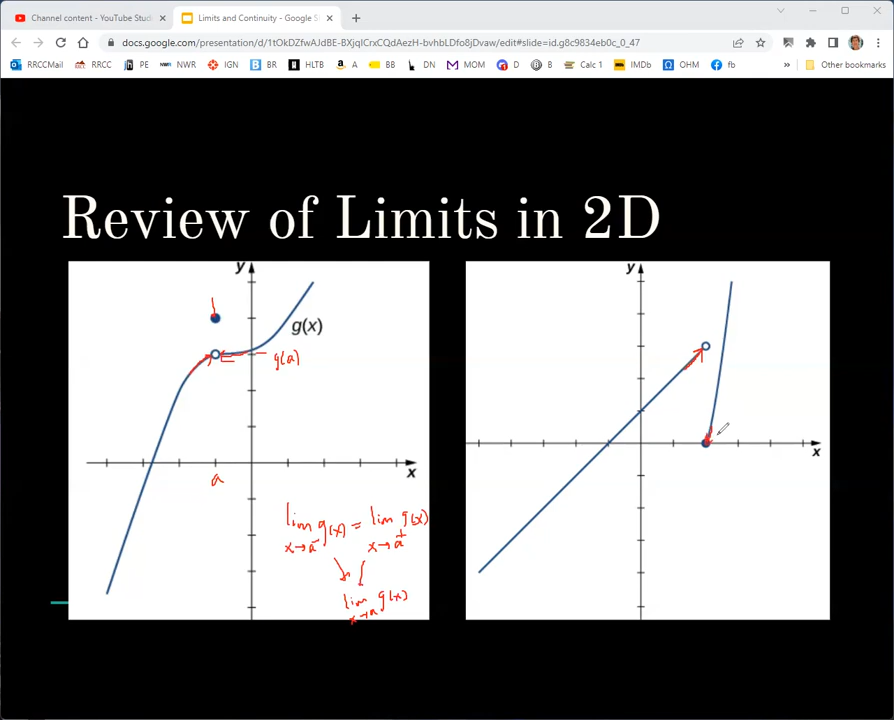 Channel content - YouTube Studi
Limits and Continuity - Google S
docs.google.com/presentation/d/1tOkDZfwAJdBE-BXjqICrxCQdAezH-bvhbLDfo8jDvaw/edit#slide=id.g8c9834eb0c_0_47
RRCCMail RRCC PE NWR IGN BR HLTB A BB DN MOM D B Calc 1 IMDb OHM fb » Other bookmarks
Review of Limits in 2D
y
g(x)
g(a)
x
a
lim g(x) = lim g(x)
x→a⁻ x→a⁺
lim g(x)
x→a
y
x